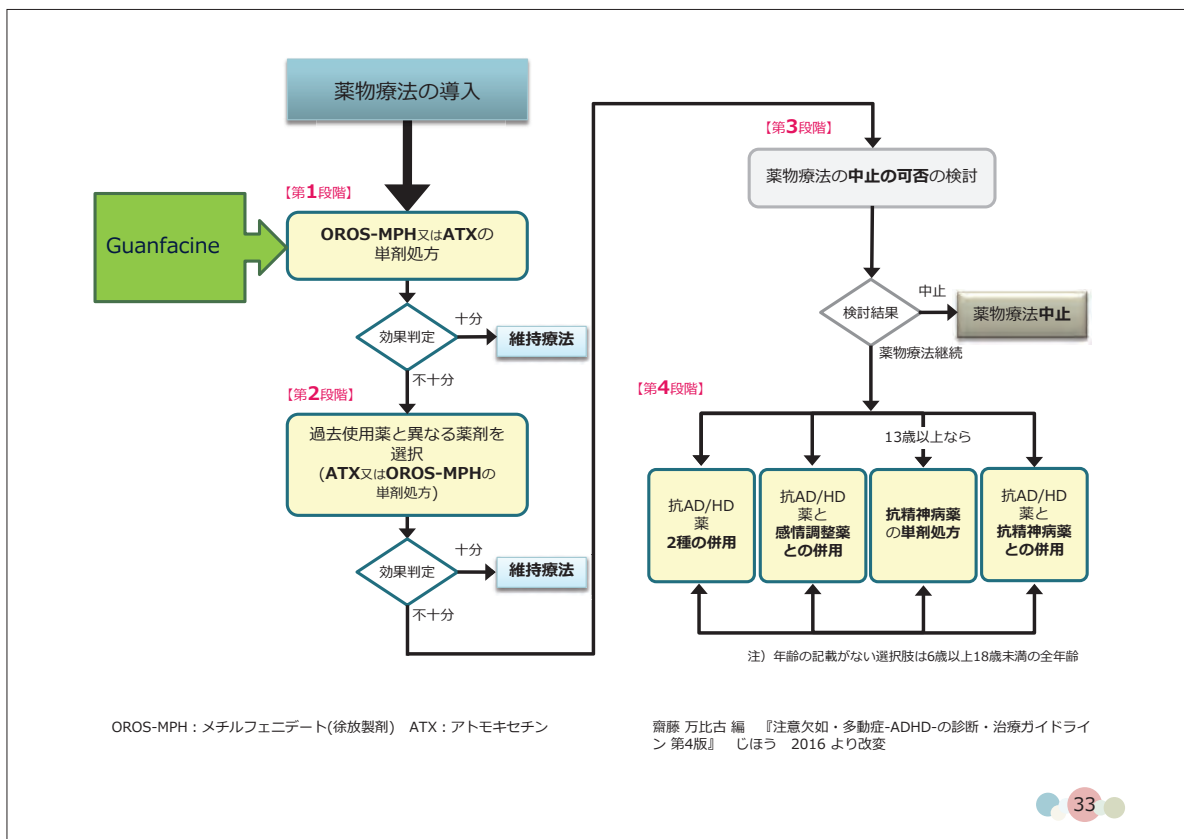 薬物療法の導入
【第1段階】
Guanfacine
OROS-MPH又はATXの
単剤処方
効果判定
十分
維持療法
不十分
【第2段階】
過去使用薬と異なる薬剤を
選択
(ATX又はOROS-MPHの
単剤処方)
効果判定
十分
維持療法
不十分
【第3段階】
薬物療法の中止の可否の検討
検討結果
中止
薬物療法中止
薬物療法継続
【第4段階】
13歳以上なら
抗AD/HD
薬
2種の併用
抗AD/HD
薬と
感情調整薬
との併用
抗精神病薬
の単剤処方
抗AD/HD
薬と
抗精神病薬
との併用
注）年齢の記載がない選択肢は6歳以上18歳未満の全年齢
OROS-MPH：メチルフェニデート(徐放製剤)　ATX：アトモキセチン
齋藤 万比古 編　『注意欠如・多動症-ADHD-の診断・治療ガイドライ
ン 第4版』　じほう　2016 より改変
33